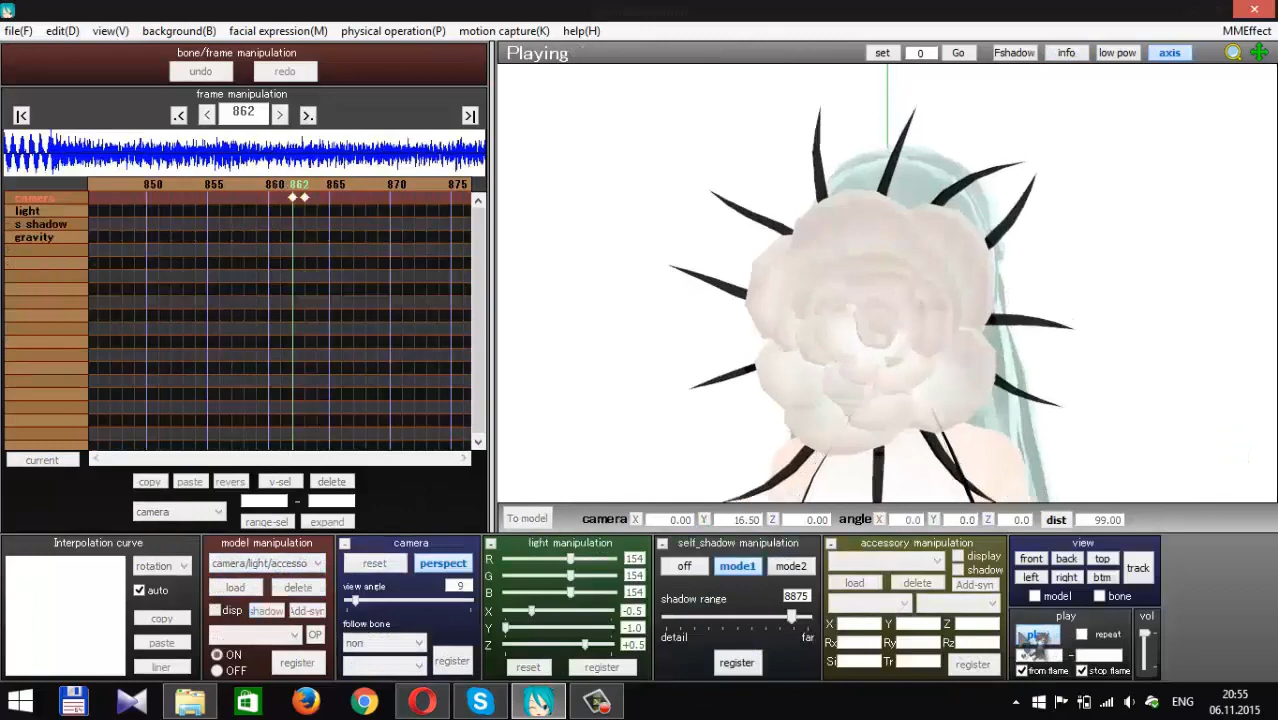 file(F) edit(D) view(V) background(B) facial expression(M) physical operation(P) motion capture(K) help(H) MMEffect
bone/frame manipulation
undo redo
frame manipulation
862
Playing set 0 Go Fshadow info low pow axis
850 855 860 862 865 870 875
camera
light
s shadow
gravity
current
copy paste revers v-sel delete
camera -
range-sel expand
To model camera X 0.00 Y 16.50 Z 0.00 angle X 0.0 Y 0.0 Z 0.0 dist 99.00
Interpolation curve
rotation
auto
copy
paste
liner
model manipulation
camera/light/accesso
load delete
disp shadow Add-syn
OP
ON
OFF
register
camera
reset perspect
view angle 9
follow bone
non
register
light manipulation
R 154
G 154
B 154
X -0.5
Y -1.0
Z +0.5
reset register
self_shadow manipulation
off mode1 mode2
shadow range 8875
detail far
register
accessory manipulation
display
shadow
load delete Add-syn
X Y Z
Rx Ry Rz
Si Tr register
view
front back top
left right btm track
model bone
play
repeat
-
from flame stop flame
vol
ENG
20:55
06.11.2015